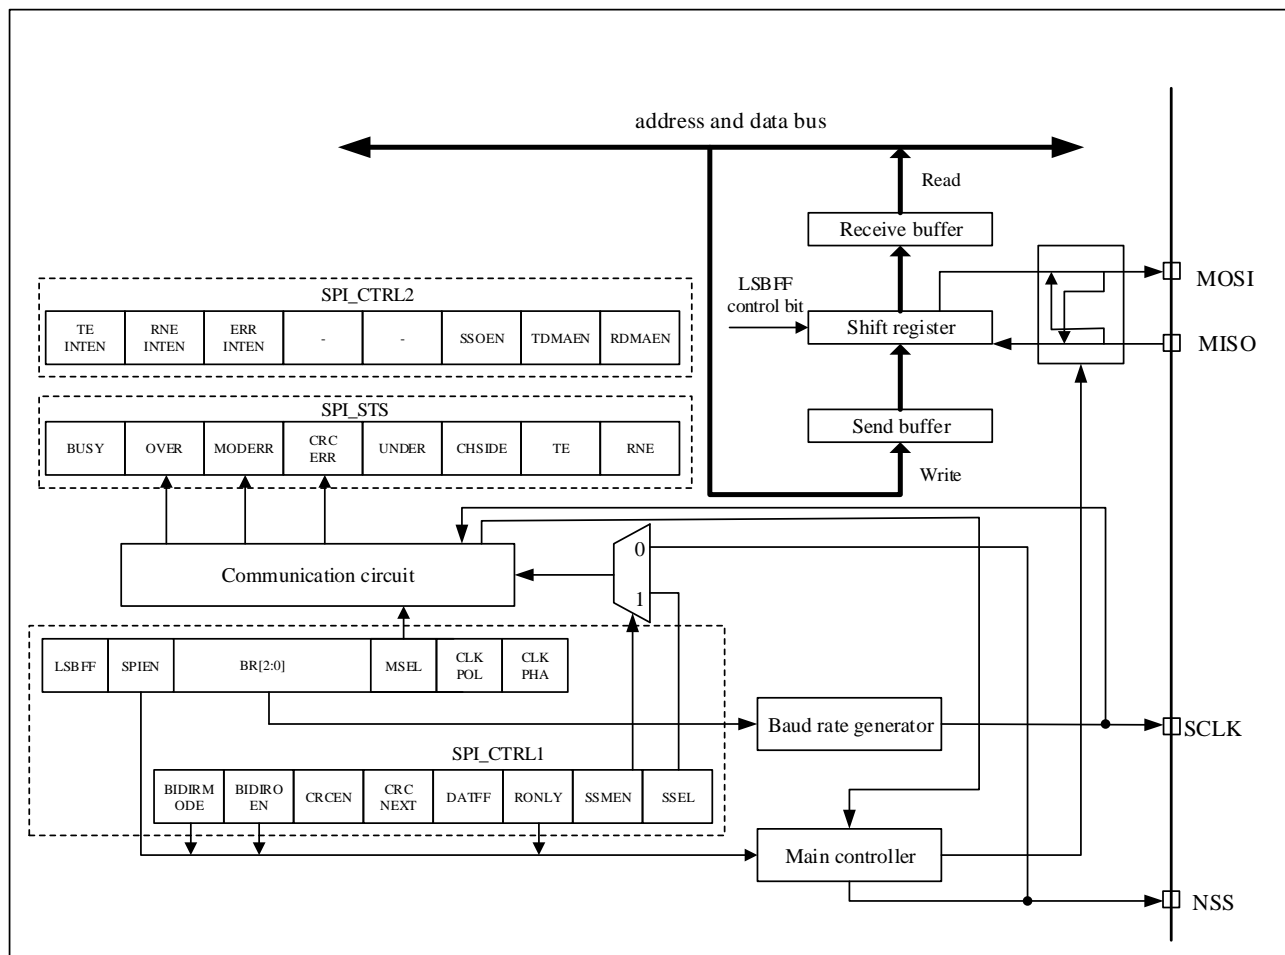 address and data bus
Read
Receive buffer
LSBFF
control bit
Shift register
MOSI
MISO
Send buffer
Write
SPI_CTRL2
TE
INTEN
RNE
INTEN
ERR
INTEN
-
-
SSOEN
TDMAEN
RDMAEN
SPI_STS
BUSY
OVER
MODERR
CRC
ERR
UNDER
CHSIDE
TE
RNE
Communication circuit
0
1
LSBFF
SPIEN
BR[2:0]
MSEL
CLK
POL
CLK
PHA
Baud rate generator
SCLK
SPI_CTRL1
BIDIRM
ODE
BIDIRO
EN
CRCEN
CRC
NEXT
DATFF
RONLY
SSMEN
SSEL
Main controller
NSS